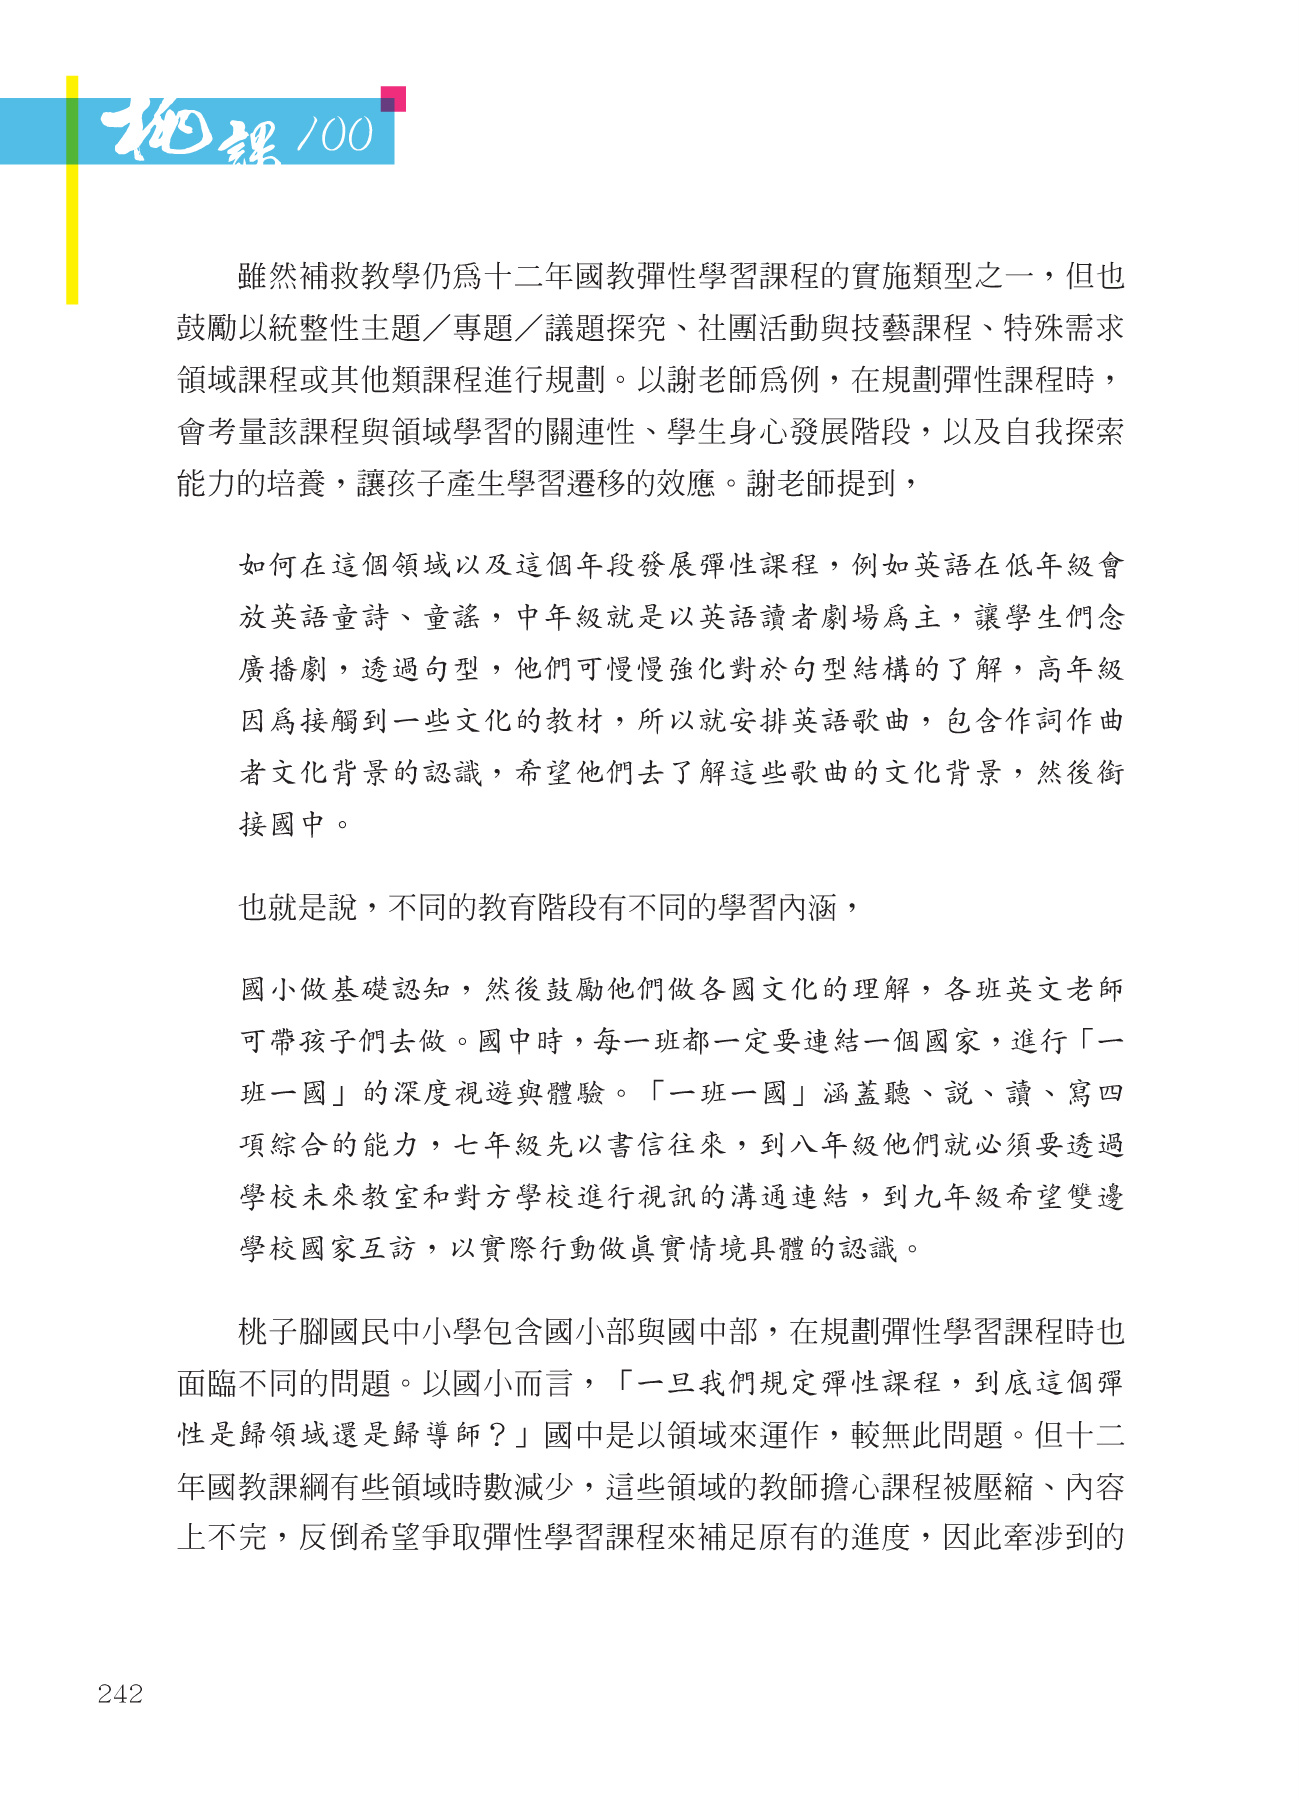 桃課100
雖然補救教學仍爲十二年國教彈性學習課程的實施類型之一，但也
鼓勵以統整性主題／專題／議題探究、社團活動與技藝課程、特殊需求
領域課程或其他類課程進行規劃。以謝老師爲例，在規劃彈性課程時，
會考量該課程與領域學習的關連性、學生身心發展階段，以及自我探索
能力的培養，讓孩子產生學習遷移的效應。謝老師提到，
如何在這個領域以及這個年段發展彈性課程，例如英語在低年級會
放英語童詩、童謠，中年級就是以英語讀者劇場爲主，讓學生們念
廣播劇，透過句型，他們可慢慢強化對於句型結構的了解，高年級
因爲接觸到一些文化的教材，所以就安排英語歌曲，包含作詞作曲
者文化背景的認識，希望他們去了解這些歌曲的文化背景，然後銜
接國中。
也就是說，不同的教育階段有不同的學習內涵，
國小做基礎認知，然後鼓勵他們做各國文化的理解，各班英文老師
可帶孩子們去做。國中時，每一班都一定要連結一個國家，進行「一
班一國」的深度視遊與體驗。「一班一國」涵蓋聽、說、讀、寫四
項綜合的能力，七年級先以書信往來，到八年級他們就必須要透過
學校未來教室和對方學校進行視訊的溝通連結，到九年級希望雙邊
學校國家互訪，以實際行動做眞實情境具體的認識。
桃子腳國民中小學包含國小部與國中部，在規劃彈性學習課程時也
面臨不同的問題。以國小而言，「一旦我們規定彈性課程，到底這個彈
性是歸領域還是歸導師？」國中是以領域來運作，較無此問題。但十二
年國教課綱有些領域時數減少，這些領域的教師擔心課程被壓縮、內容
上不完，反倒希望爭取彈性學習課程來補足原有的進度，因此牽涉到的
242